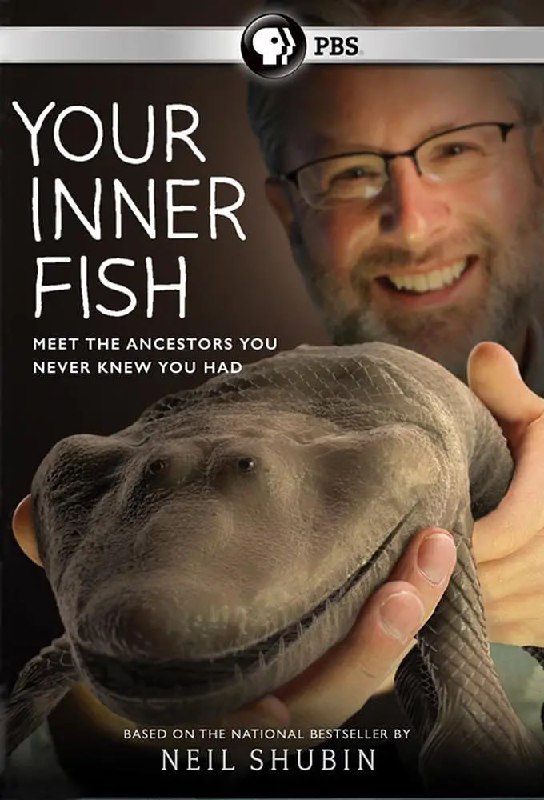 PBS
YOUR
INNER
FISH
MEET THE ANCESTORS YOU
NEVER KNEW YOU HAD
BASED ON THE NATIONAL BESTSELLER BY
NEIL SHUBIN